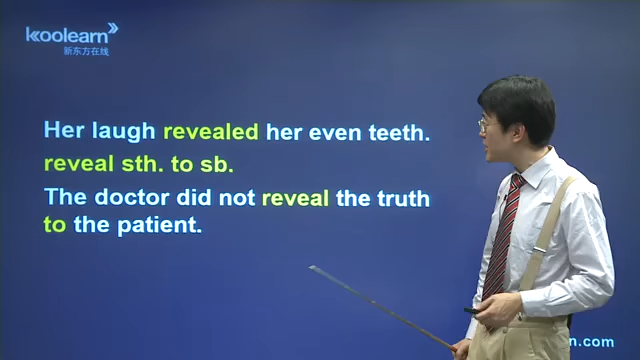 koolearn
新东方在线
Her laugh revealed her even teeth.
reveal sth. to sb.
The doctor did not reveal the truth
to the patient.
n.com